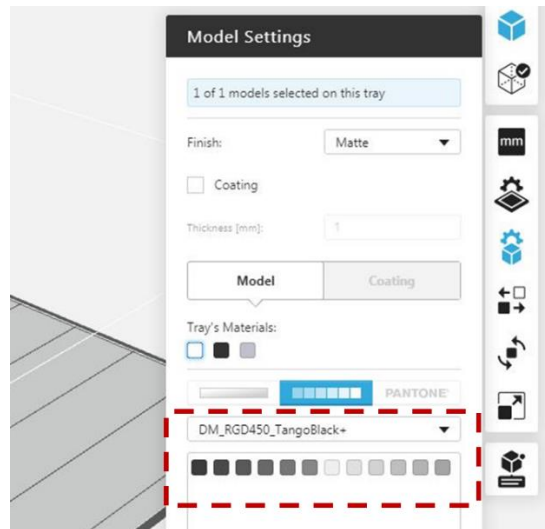 Model Settings
1 of 1 models selected on this tray
Finish: Matte
Coating
Thickness [mm]: 1
Model Coating
Tray's Materials:
PANTONE
DM_RGD450_TangoBlack+
mm